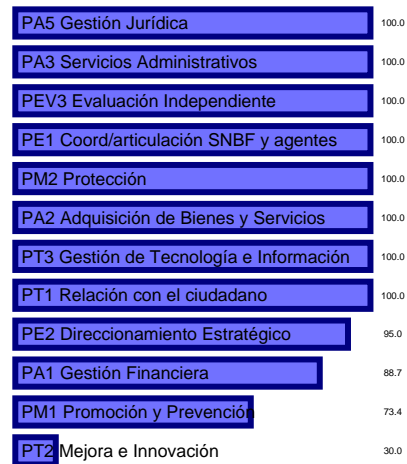 PA5 Gestión Jurídica 100.0
PA3 Servicios Administrativos 100.0
PEV3 Evaluación Independiente 100.0
PE1 Coord/articulación SNBF y agentes 100.0
PM2 Protección 100.0
PA2 Adquisición de Bienes y Servicios 100.0
PT3 Gestión de Tecnología e Información 100.0
PT1 Relación con el ciudadano 100.0
PE2 Direccionamiento Estratégico 95.0
PA1 Gestión Financiera 88.7
PM1 Promoción y Prevención 73.4
PT2 Mejora e Innovación 30.0